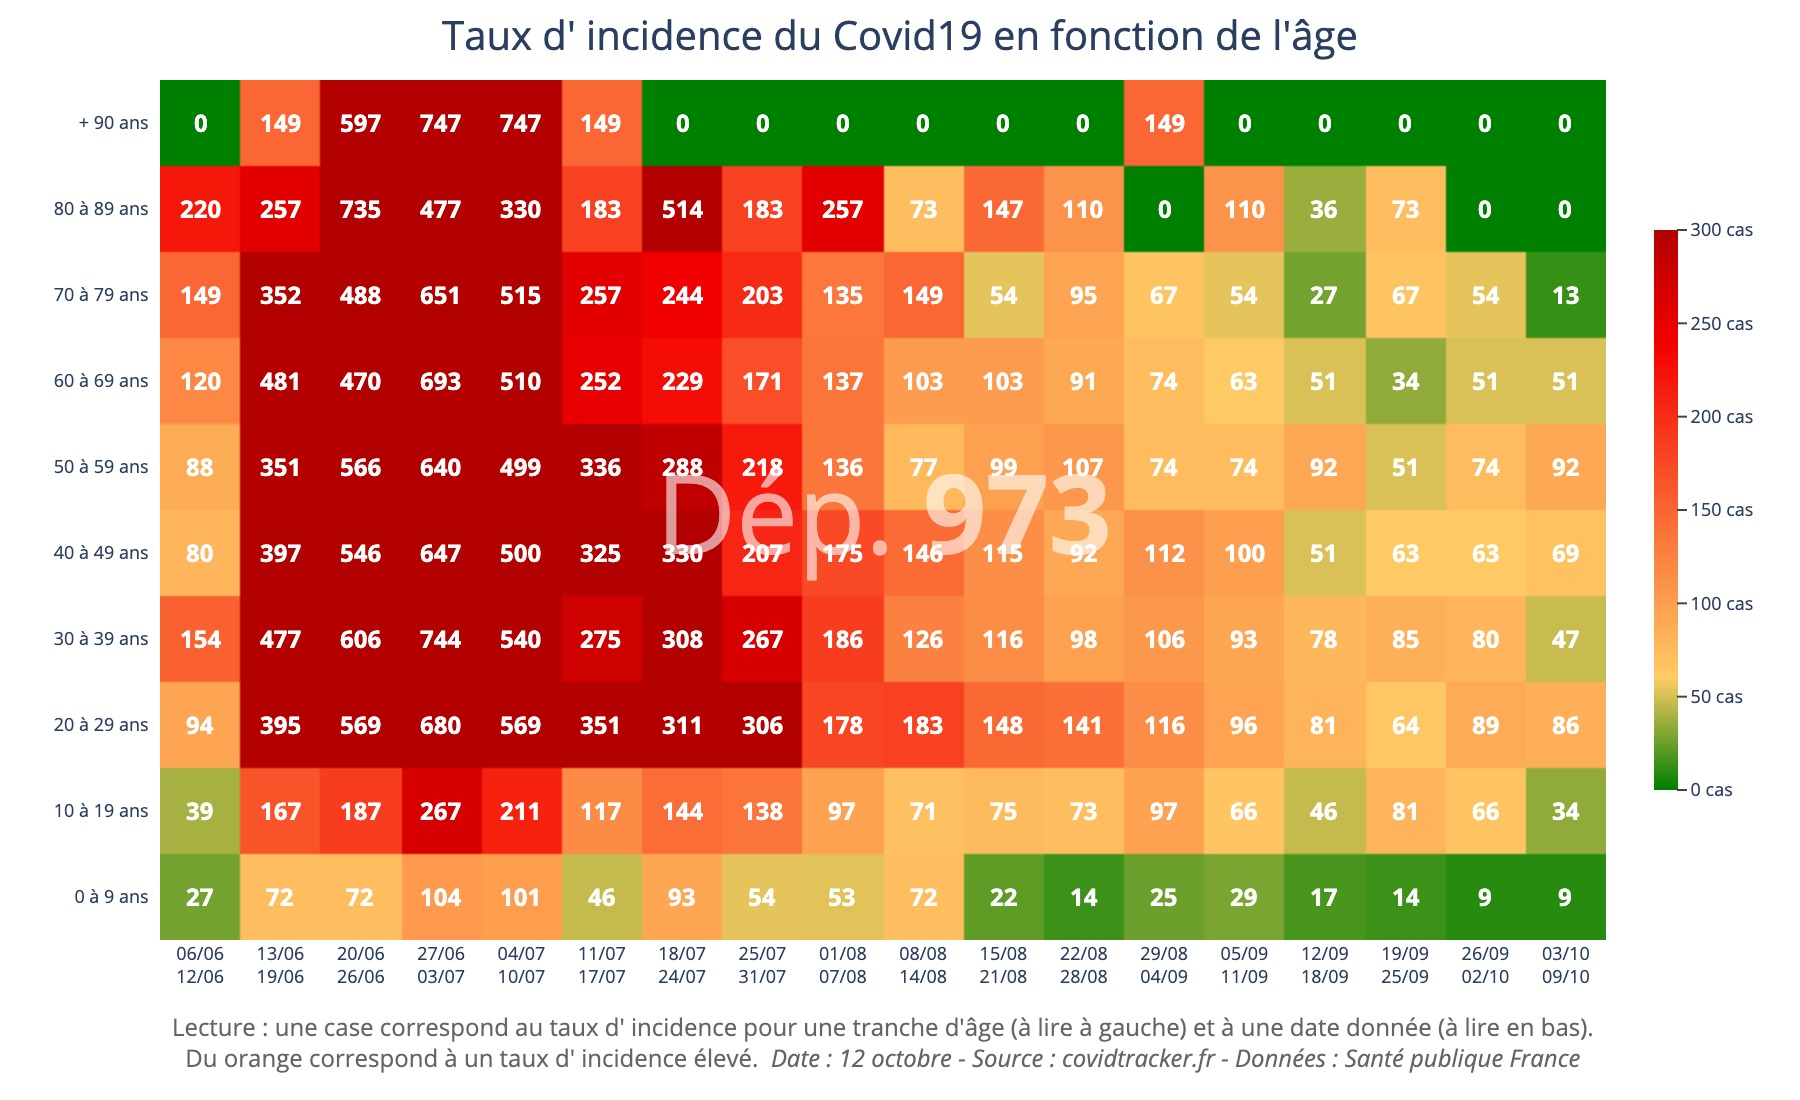 Taux d' incidence du Covid19 en fonction de l'âge
+ 90 ans 0 149 597 747 747 149 0 0 0 0 0 0 149 0 0 0 0 0
80 à 89 ans 220 257 735 477 330 183 514 183 257 73 147 110 0 110 36 73 0 0
70 à 79 ans 149 352 488 651 515 257 244 203 135 149 54 95 67 54 27 67 54 13
60 à 69 ans 120 481 470 693 510 252 229 171 137 103 103 91 74 63 51 34 51 51
50 à 59 ans 88 351 566 640 499 336 288 218 136 77 99 107 74 74 92 51 74 92
Dép. 973
40 à 49 ans 80 397 546 647 500 325 330 207 175 146 115 92 112 100 51 63 63 69
30 à 39 ans 154 477 606 744 540 275 308 267 186 126 116 98 106 93 78 85 80 47
20 à 29 ans 94 395 569 680 569 351 311 306 178 183 148 141 116 96 81 64 89 86
10 à 19 ans 39 167 187 267 211 117 144 138 97 71 75 73 97 66 46 81 66 34
0 à 9 ans 27 72 72 104 101 46 93 54 53 72 22 14 25 29 17 14 9 9
06/06 13/06 20/06 27/06 04/07 11/07 18/07 25/07 01/08 08/08 15/08 22/08 29/08 05/09 12/09 19/09 26/09 03/10
12/06 19/06 26/06 03/07 10/07 17/07 24/07 31/07 07/08 14/08 21/08 28/08 04/09 11/09 18/09 25/09 02/10 09/10
300 cas
250 cas
200 cas
150 cas
100 cas
50 cas
0 cas
Lecture : une case correspond au taux d' incidence pour une tranche d'âge (à lire à gauche) et à une date donnée (à lire en bas).
Du orange correspond à un taux d' incidence élevé. Date : 12 octobre - Source : covidtracker.fr - Données : Santé publique France